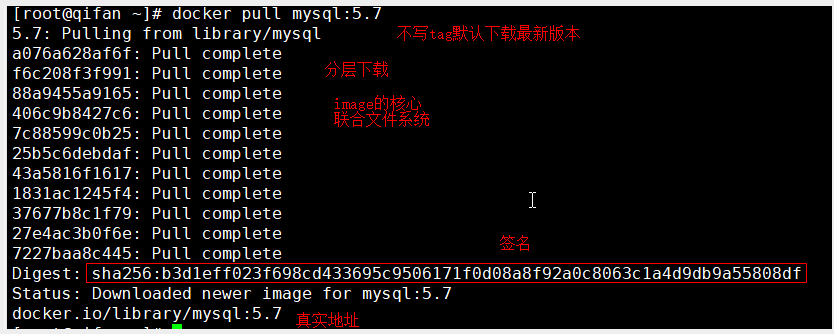 [root@qifan ~]# docker pull mysql:5.7
5.7: Pulling from library/mysql 不写tag默认下载最新版本
a076a628af6f: Pull complete
f6c208f3f991: Pull complete 分层下载
88a9455a9165: Pull complete
image的核心
406c9b8427c6: Pull complete
联合文件系统
7c88599c0b25: Pull complete
25b5c6debdaf: Pull complete
43a5816f1617: Pull complete
1831ac1245f4: Pull complete
37677b8c1f79: Pull complete
27e4ac3b0f6e: Pull complete 签名
7227baa8c445: Pull complete
Digest: sha256:b3d1eff023f698cd433695c9506171f0d08a8f92a0c8063c1a4d9db9a55808df
Status: Downloaded newer image for mysql:5.7
docker.io/library/mysql:5.7 真实地址
[root@qifan ~]#